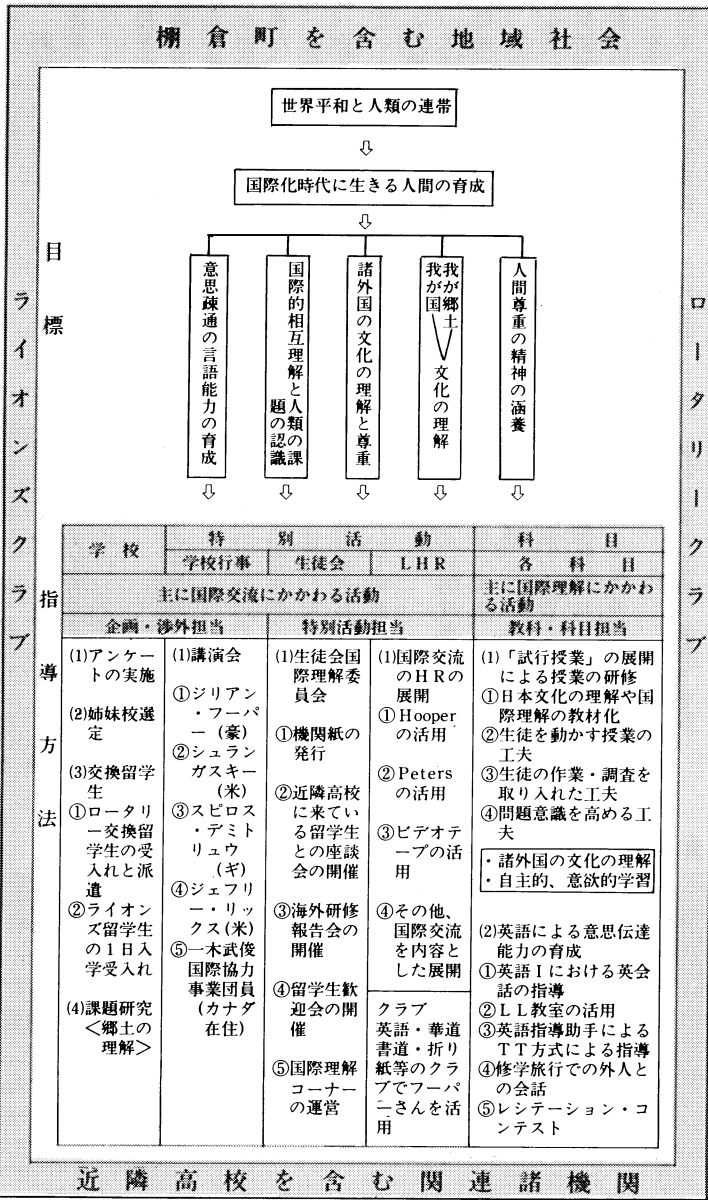 棚倉町を含む地域社会
世界平和と人類の連帯
⇩
国際化時代に生きる人間の育成
⇩
目標
意思疎通の言語能力の育成
国際的相互理解と人類の課
題の認識
諸外国の文化の理解と尊重
我が郷土
我が国
文化の理解
人間尊重の精神の涵養
⇩ ⇩ ⇩ ⇩ ⇩
ライオンズクラブ
ロータリークラブ
指導方法
学校
特別活動
科目
学校行事
生徒会
LHR
各科目
主に国際交流にかかわる活動
主に国際理解にかかわ
る活動
企画・渉外担当
特別活動担当
教科・科目担当
(1)アンケー
トの実施
(2)姉妹校選
定
(3)交換留学
生
①ロータリ
ー交換留
学生の受
入れと派
遣
②ライオン
ズ留学生
の1日入
学受入れ
(4)課題研究
<郷土の
理解>
(1)講演会
①ジリアン
・フーパ
ー(豪)
②シュラン
ガスキー
(米)
③スピロス
・デミト
リュウ
(ギ)
④ジェフリ
ー・リッ
クス(米)
⑤一木武俊
国際協力
事業団員
(カナダ
在住)
(1)生徒会国
際理解委
員会
①機関紙の
発行
②近隣高校
に来てい
る留学生
との座談
会の開催
③海外研修
報告会の
開催
④留学生歓
迎会の開
催
⑤国際理解
コーナー
の運営
(1)国際交流
のHRの
展開
①Hooper
の活用
②Peters
の活用
③ビデオテ
ープの活
用
④その他、
国際交流
を内容と
した展開
クラブ
英語・華道
書道・折り
紙等のクラ
ブでフーパ
ーさんを活
用
(1)「試行授業」の展開
による授業の研修
①日本文化の理解や国
際理解の教材化
②生徒を動かす授業の
工夫
③生徒の作業・調査を
取り入れた工夫
④問題意識を高める工
夫
・諸外国の文化の理解
・自主的、意欲的学習
(2)英語による意思伝達
能力の育成
①英語Ⅰにおける英会
話の指導
②LL教室の活用
③英語指導助手による
TT方式による指導
④修学旅行での外人と
の会話
⑤レシテーション・コ
ンテスト
近隣高校を含む関連諸機関